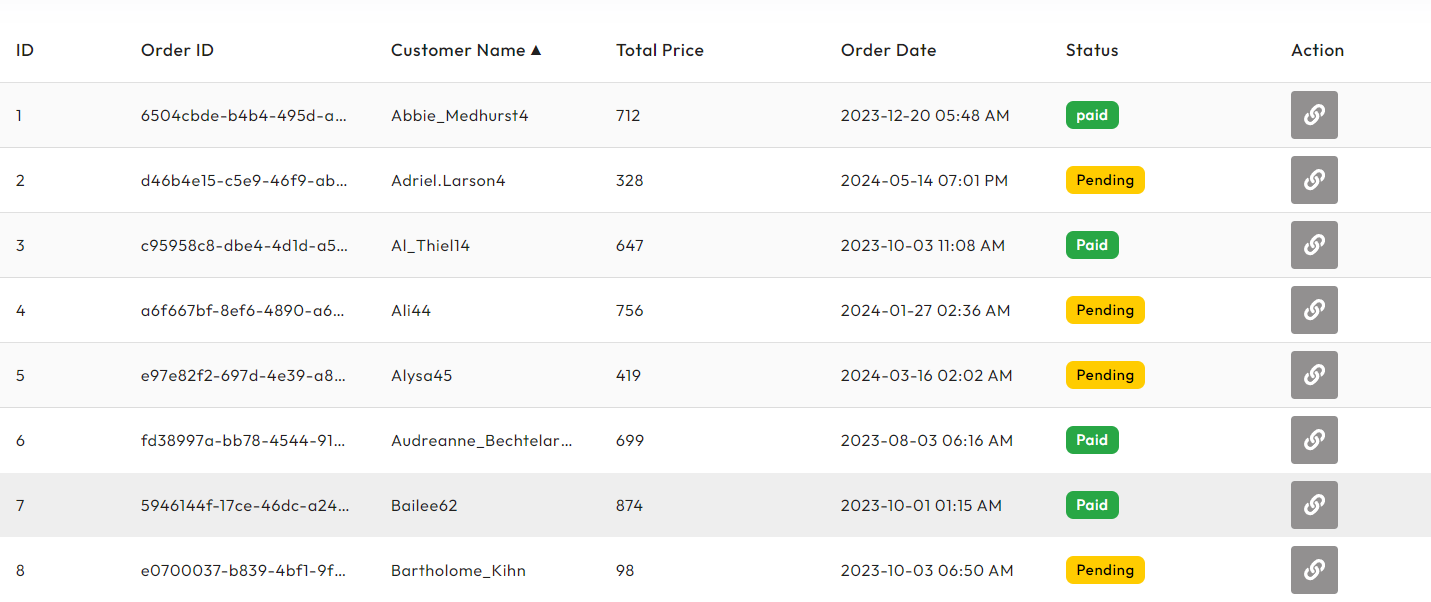 ID Order ID Customer Name ▲ Total Price Order Date Status Action
1 6504cbde-b4b4-495d-a... Abbie_Medhurst4 712 2023-12-20 05:48 AM paid
2 d46b4e15-c5e9-46f9-ab... Adriel.Larson4 328 2024-05-14 07:01 PM Pending
3 c95958c8-dbe4-4d1d-a5... Al_Thiel14 647 2023-10-03 11:08 AM Paid
4 a6f667bf-8ef6-4890-a6... Ali44 756 2024-01-27 02:36 AM Pending
5 e97e82f2-697d-4e39-a8... Alysa45 419 2024-03-16 02:02 AM Pending
6 fd38997a-bb78-4544-91... Audreanne_Bechtelar... 699 2023-08-03 06:16 AM Paid
7 5946144f-17ce-46dc-a24... Bailee62 874 2023-10-01 01:15 AM Paid
8 e0700037-b839-4bf1-9f... Bartholome_Kihn 98 2023-10-03 06:50 AM Pending